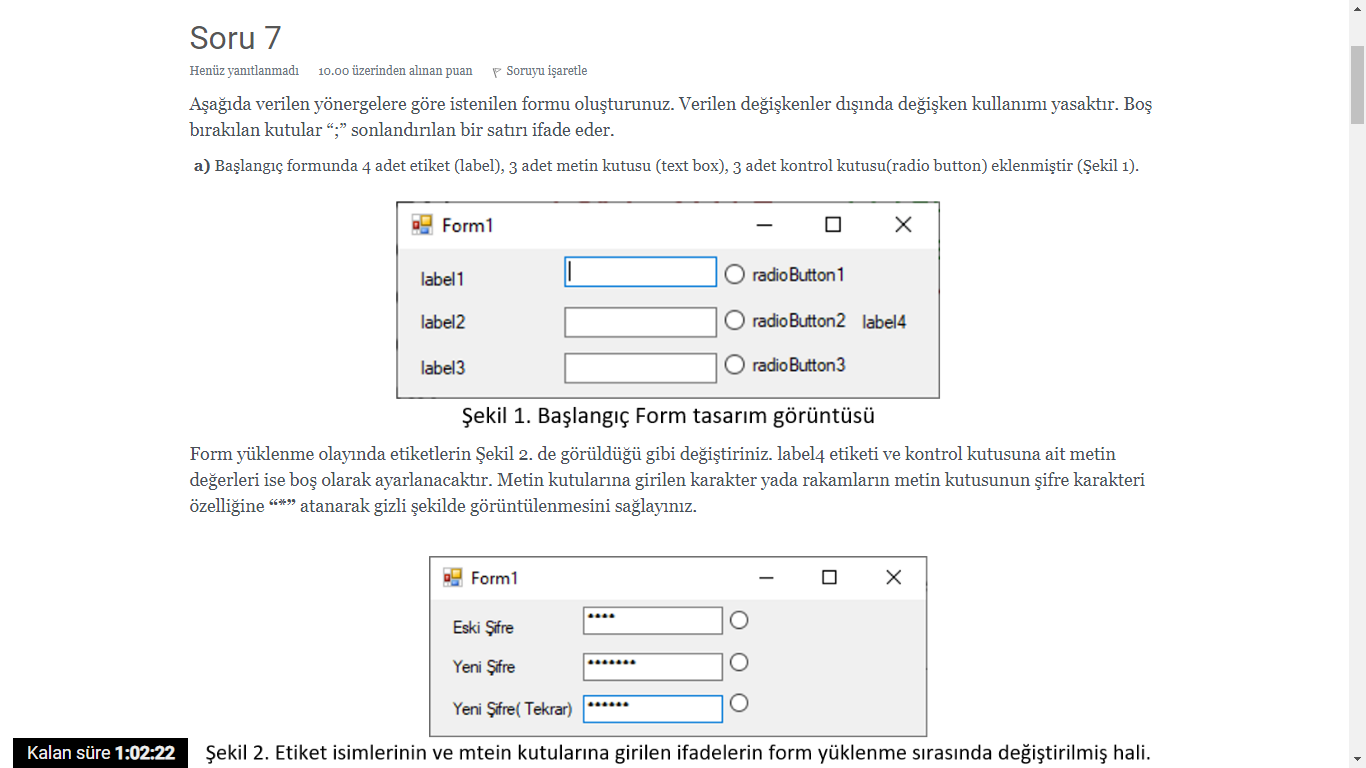 Soru 7
Henüz yanıtlanmadı 10.00 üzerinden alınan puan Soruyu işaretle
Aşağıda verilen yönergelere göre istenilen formu oluşturunuz. Verilen değişkenler dışında değişken kullanımı yasaktır. Boş
bırakılan kutular “;” sonlandırılan bir satırı ifade eder.
a) Başlangıç formunda 4 adet etiket (label), 3 adet metin kutusu (text box), 3 adet kontrol kutusu(radio button) eklenmiştir (Şekil 1).
Form1
label1 radioButton1
label2 radioButton2 label4
label3 radioButton3
Şekil 1. Başlangıç Form tasarım görüntüsü
Form yüklenme olayında etiketlerin Şekil 2. de görüldüğü gibi değiştiriniz. label4 etiketi ve kontrol kutusuna ait metin
değerleri ise boş olarak ayarlanacaktır. Metin kutularına girilen karakter yada rakamların metin kutusunun şifre karakteri
özelliğine “*” atanarak gizli şekilde görüntülenmesini sağlayınız.
Form1
Eski Şifre ****
Yeni Şifre *******
Yeni Şifre( Tekrar) ******
Kalan süre 1:02:22
Şekil 2. Etiket isimlerinin ve mtein kutularına girilen ifadelerin form yüklenme sırasında değiştirilmiş hali.